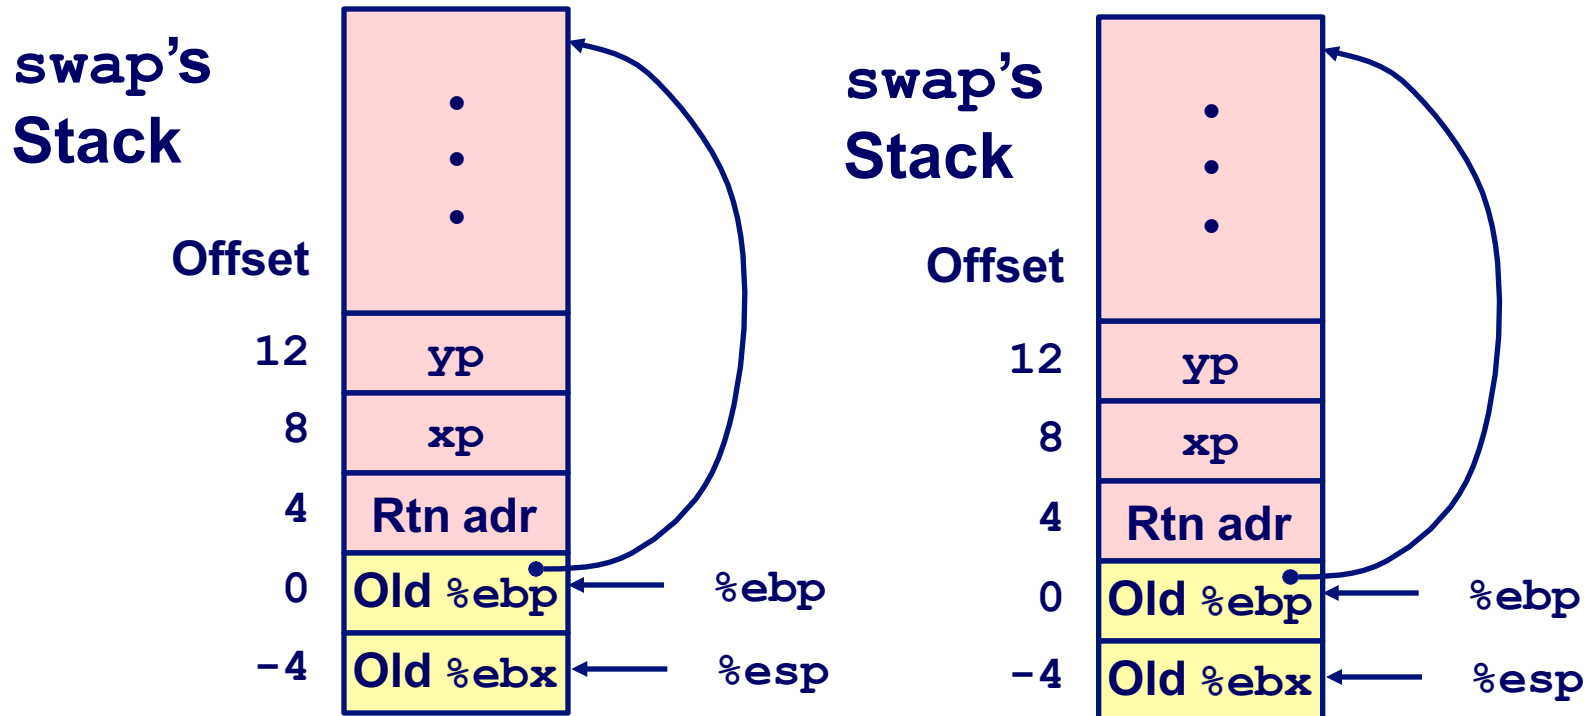 swap's
Stack
Offset
12 yp
8 xp
4 Rtn adr
0 Old %ebp %ebp
-4 Old %ebx %esp
swap's
Stack
Offset
12 yp
8 xp
4 Rtn adr
0 Old %ebp %ebp
-4 Old %ebx %esp